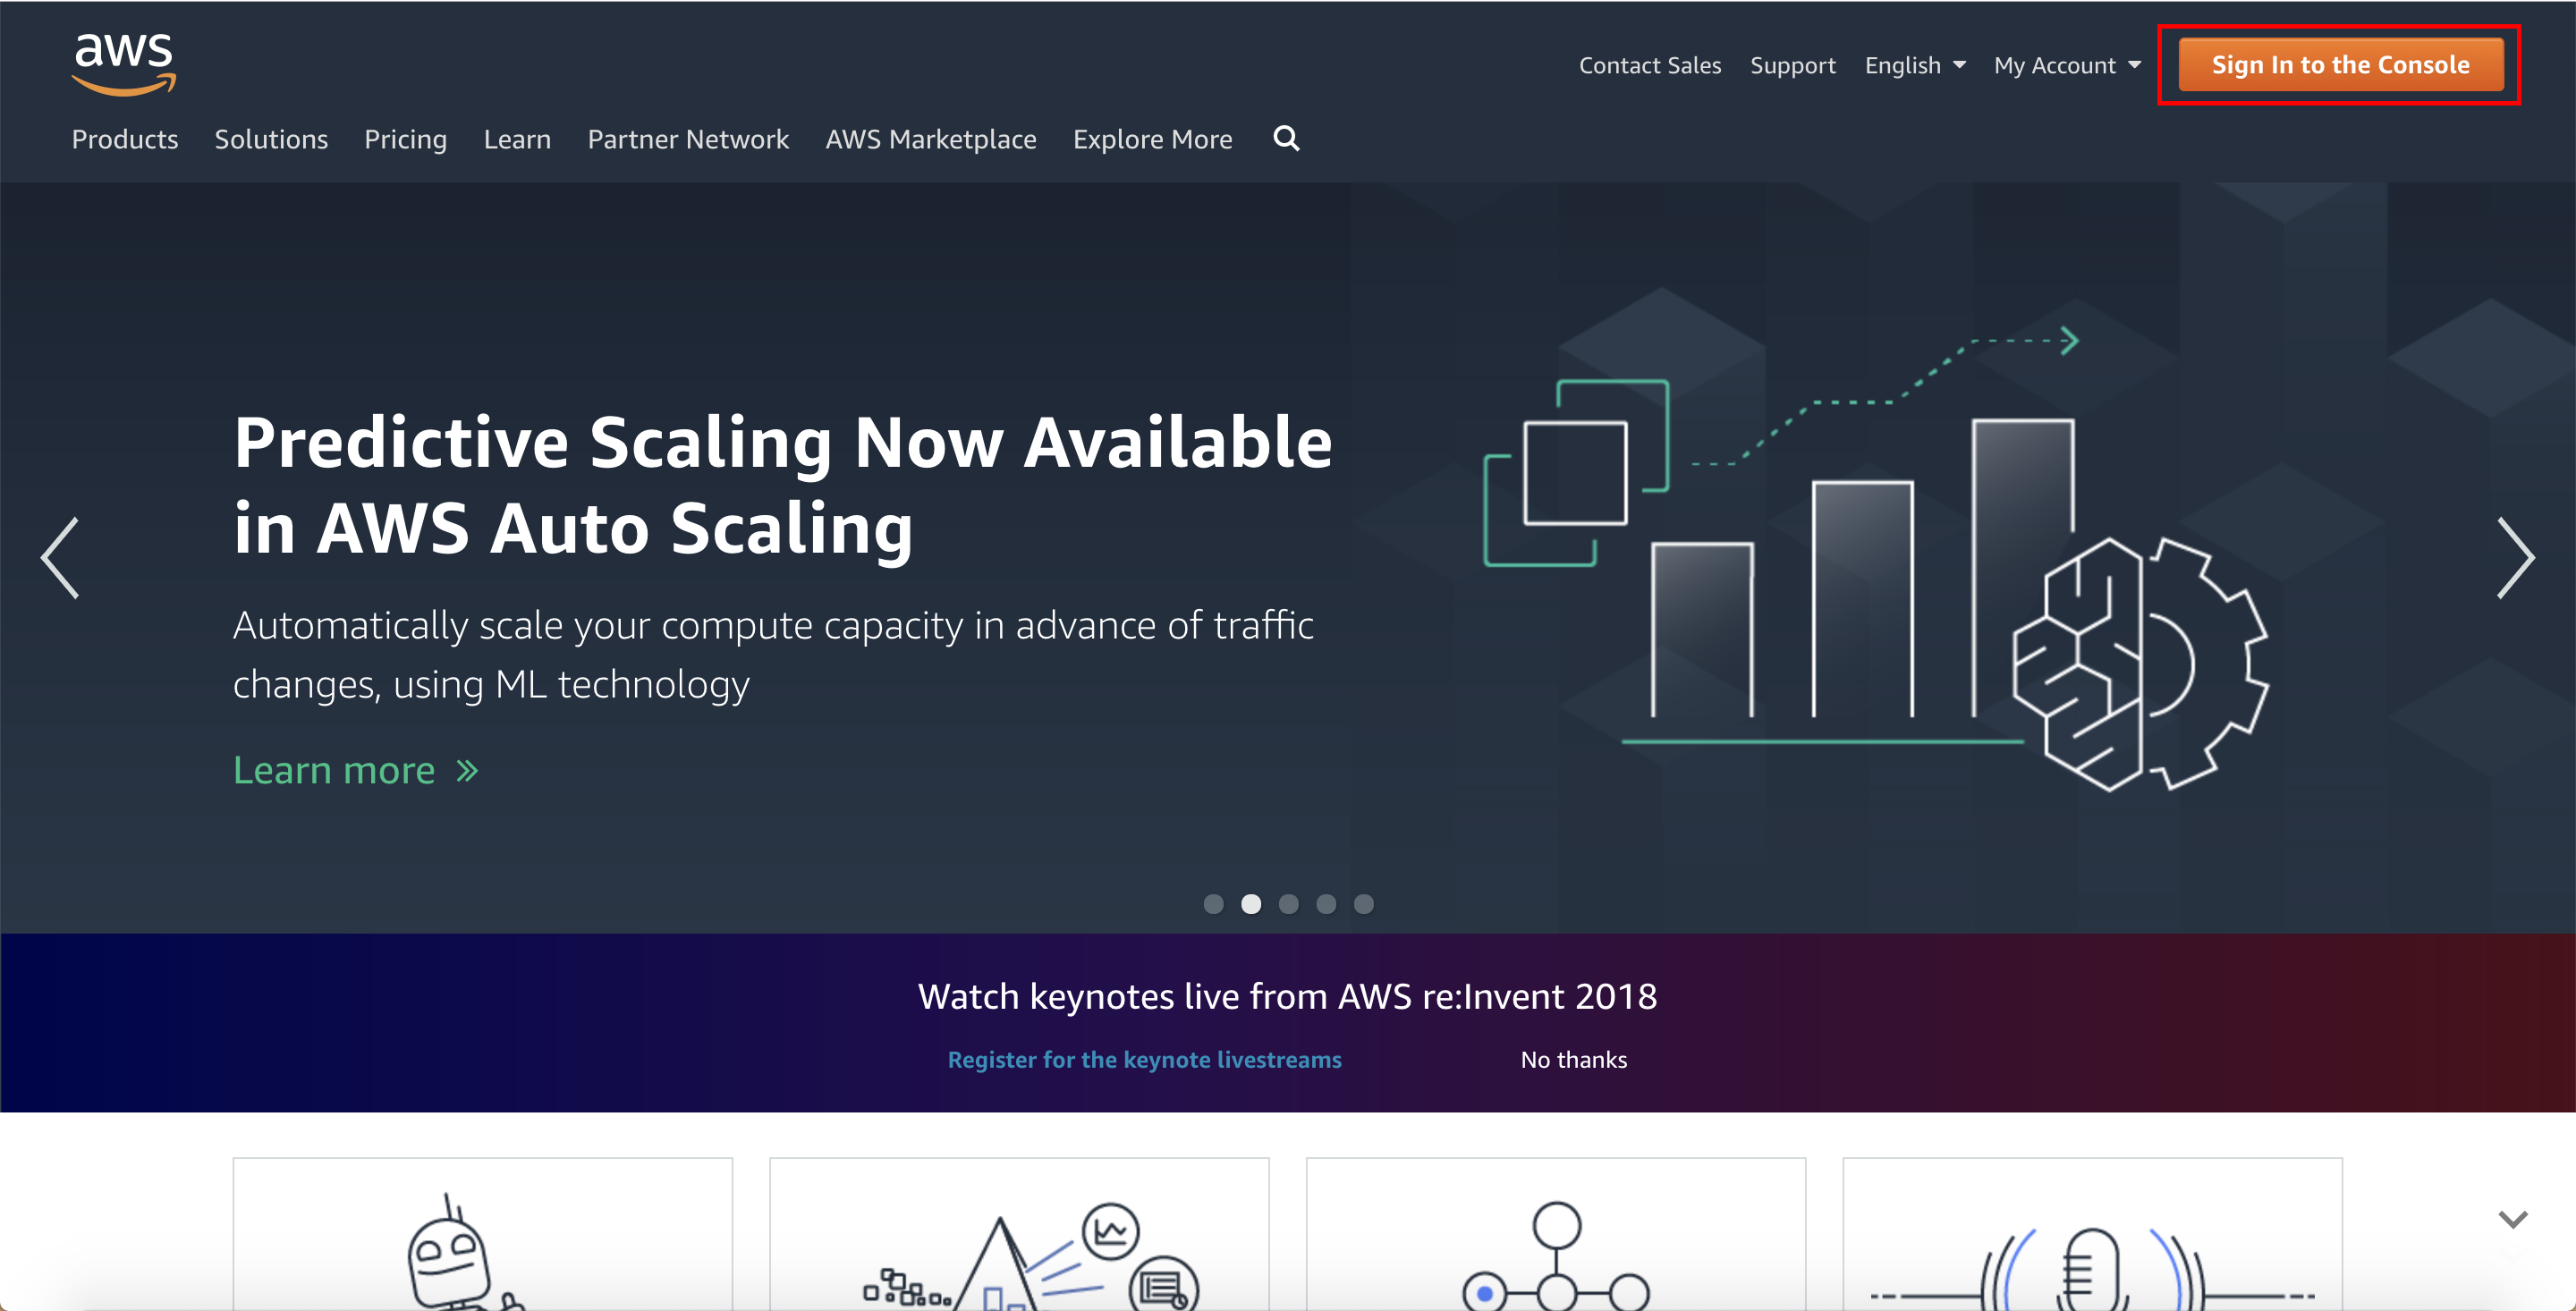 aws
Contact Sales Support English My Account Sign In to the Console
Products Solutions Pricing Learn Partner Network AWS Marketplace Explore More
Predictive Scaling Now Available
in AWS Auto Scaling
Automatically scale your compute capacity in advance of traffic
changes, using ML technology
Learn more
Watch keynotes live from AWS re:Invent 2018
Register for the keynote livestreams No thanks